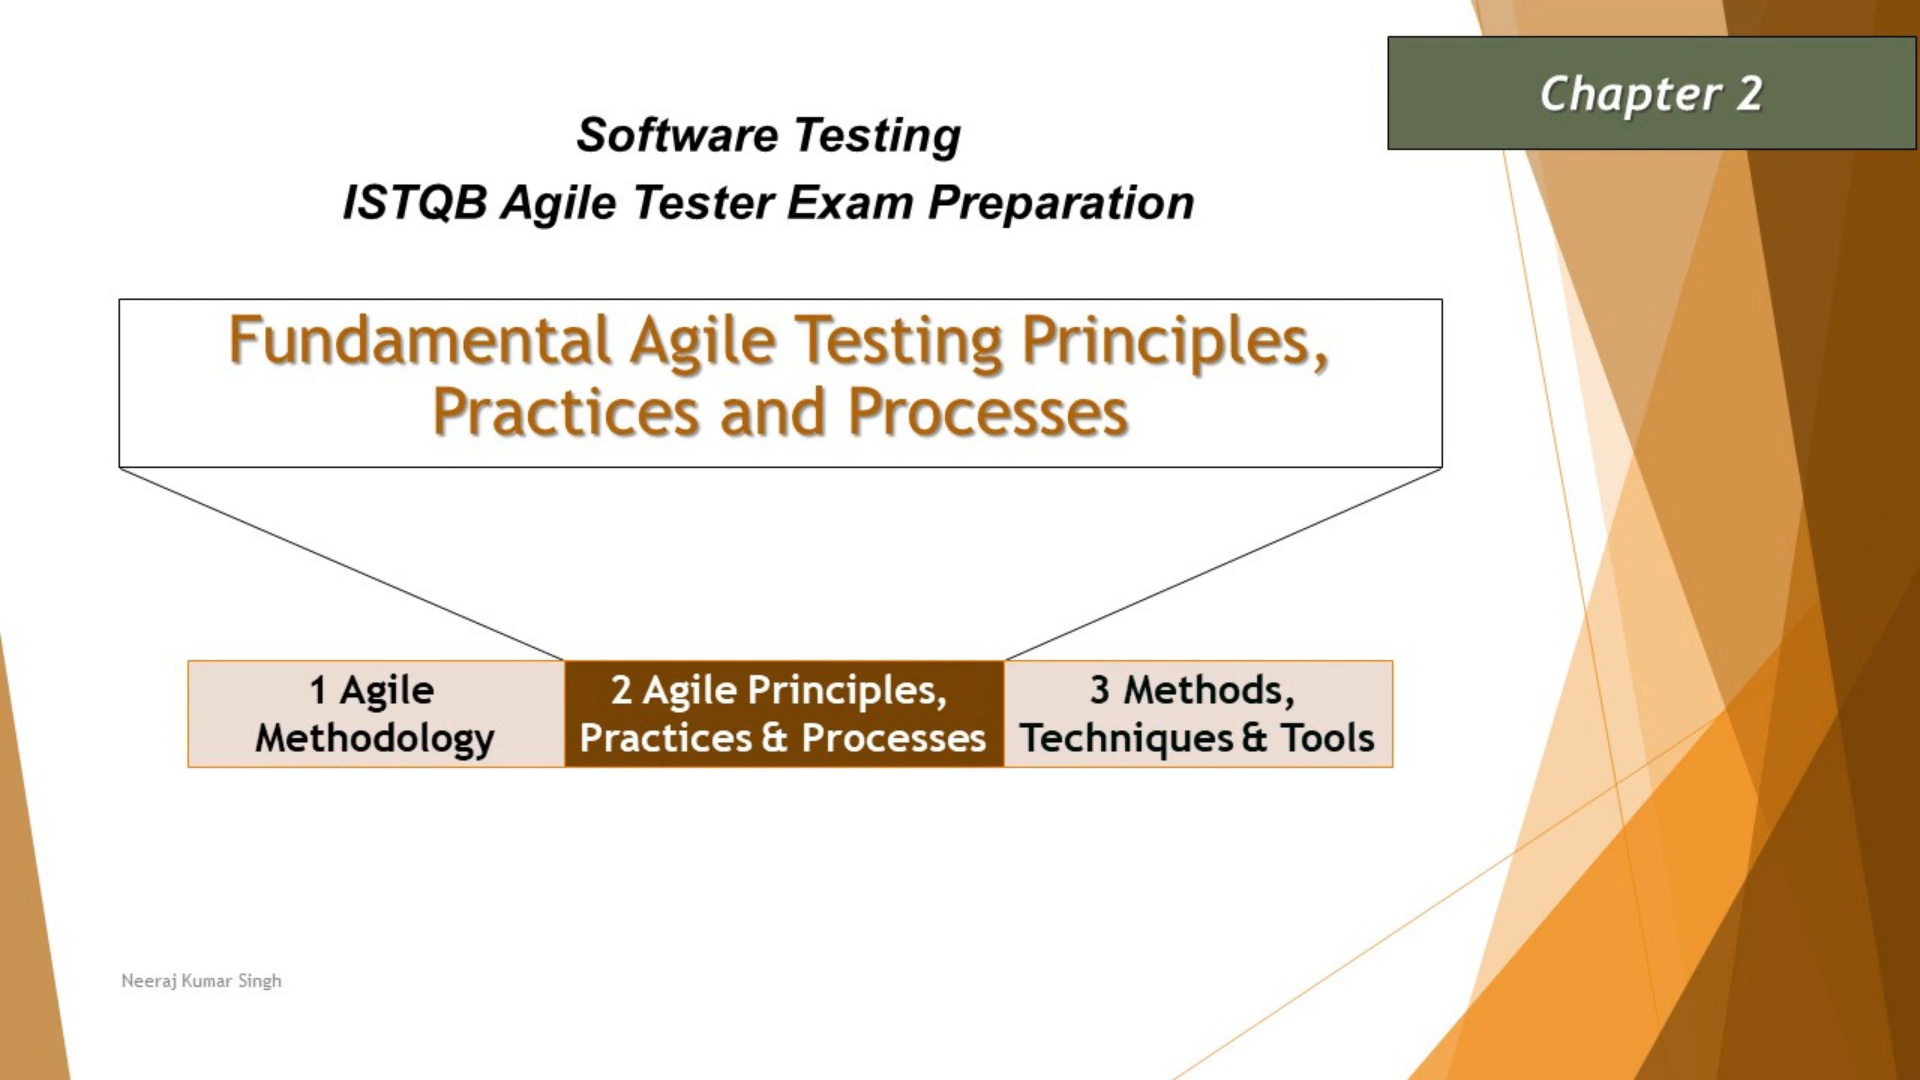 Chapter 2
Software Testing
ISTQB Agile Tester Exam Preparation
Fundamental Agile Testing Principles,
Practices and Processes
1 Agile
Methodology
2 Agile Principles,
Practices & Processes
3 Methods,
Techniques & Tools
Neeraj Kumar Singh